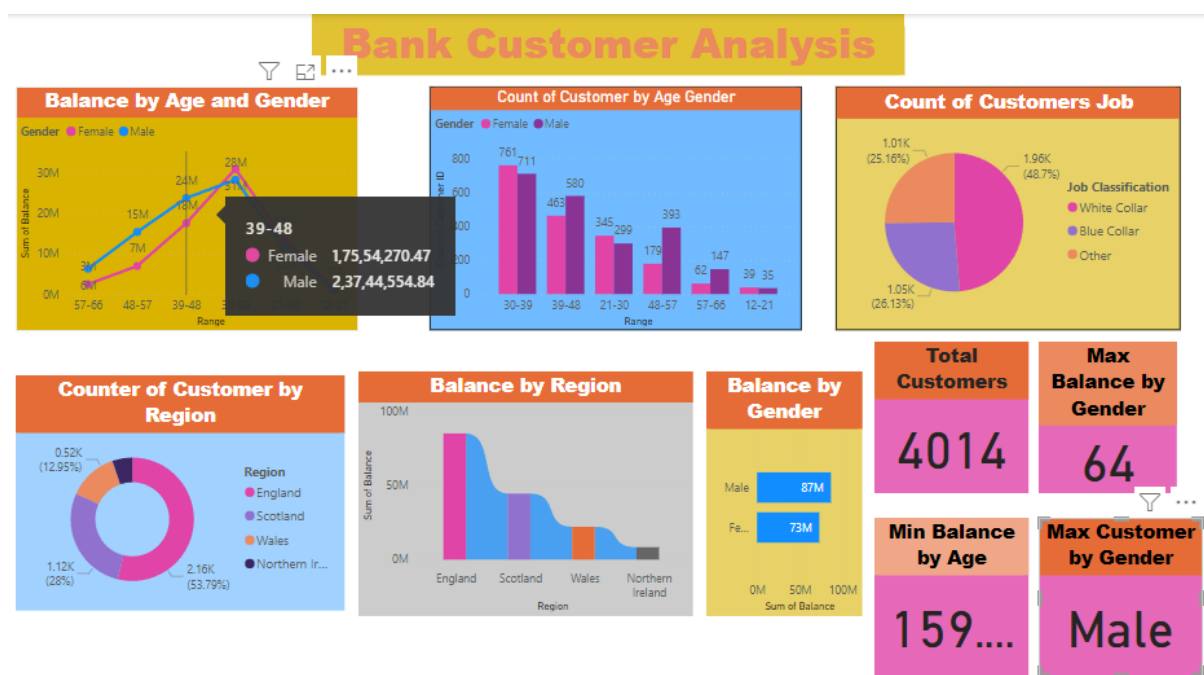 Bank Customer Analysis
Balance by Age and Gender
Gender Female Male
Sum of Balance
30M
20M
10M
0M
28M
31M
24M
18M
15M
7M
3M
6M
57-66 48-57 39-48
Range
39-48
Female 1,75,54,270.47
Male 2,37,44,554.84
Count of Customer by Age Gender
Gender Female Male
800
600
400
200
0
761 711
463 580
345 299
179 393
62 147
39 35
30-39 39-48 21-30 48-57 57-66 12-21
Range
Count of Customers Job
1.01K
(25.16%)
1.96K
(48.7%)
1.05K
(26.13%)
Job Classification
White Collar
Blue Collar
Other
Counter of Customer by
Region
0.52K
(12.95%)
1.12K
(28%)
2.16K
(53.79%)
Region
England
Scotland
Wales
Northern Ir...
Balance by Region
Sum of Balance
100M
50M
0M
England Scotland Wales Northern
Ireland
Region
Balance by
Gender
Male 87M
Fe... 73M
0M 50M 100M
Sum of Balance
Total
Customers
4014
Max
Balance by
Gender
64
Min Balance
by Age
159....
Max Customer
by Gender
Male